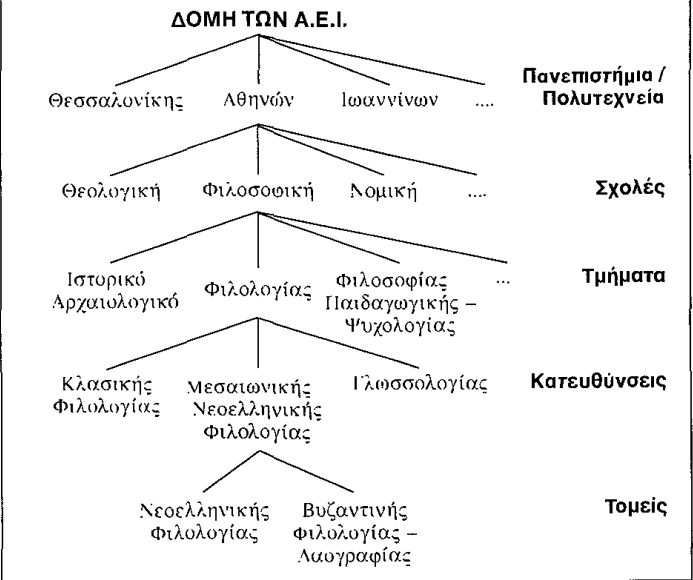 ΔΟΜΗ ΤΩΝ Α.Ε.Ι.
Θεσσαλονίκης Αθηνών Ιωαννίνων .... Πανεπιστήμια /
Πολυτεχνεία
Θεολογική Φιλοσοφική Νομική .... Σχολές
Ιστορικό
Αρχαιολογικό
Φιλολογίας
Φιλοσοφίας
Παιδαγωγικής –
Ψυχολογίας
...
Τμήματα
Κλασικής
Φιλολογίας
Μεσαιωνικής
Νεοελληνικής
Φιλολογίας
Γλωσσολογίας
Κατευθύνσεις
Νεοελληνικής
Φιλολογίας
Βυζαντινής
Φιλολογίας –
Λαογραφίας
Τομείς